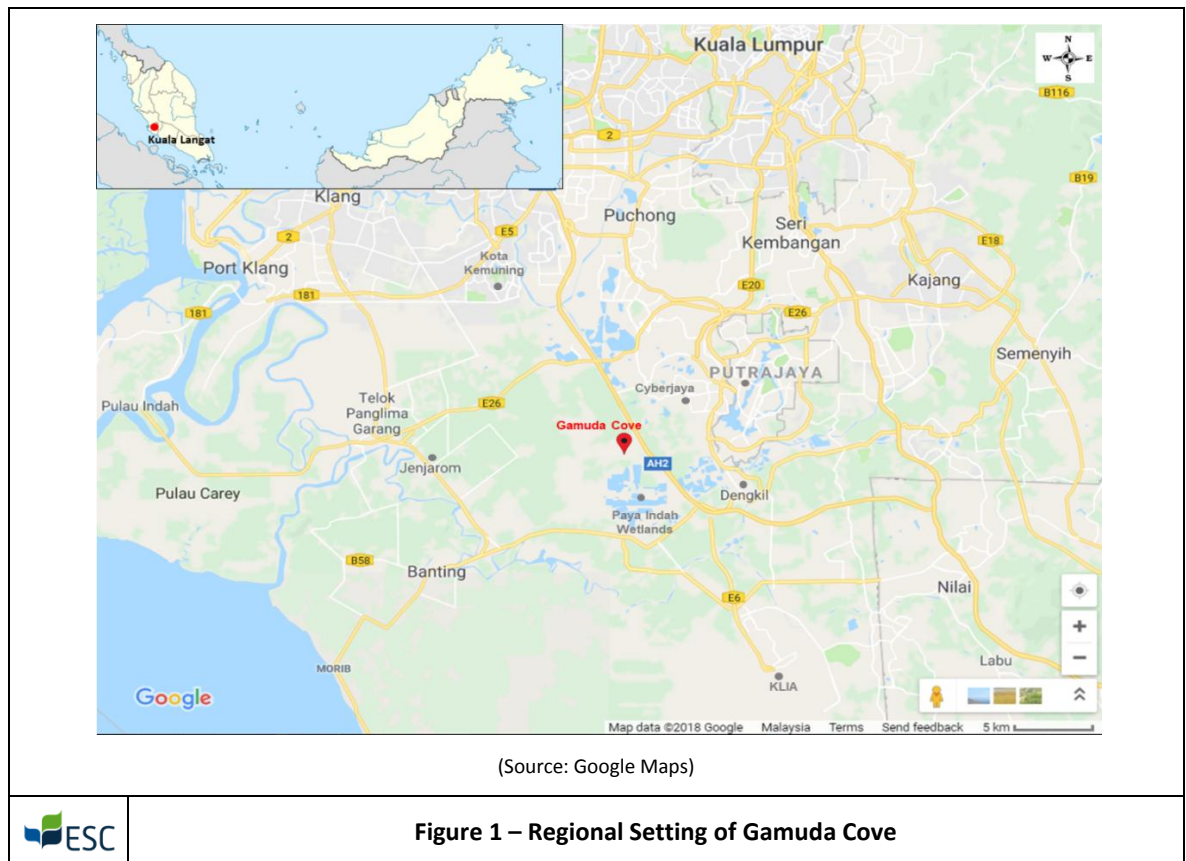 Kuala Langat
Kuala Lumpur
N
W
E
S
B116
2
B19
Klang
Puchong
Seri
Kembangan
E5
2
E18
Kota
Kemuning
Port Klang
Kajang
181
E20
181
E26
Semenyih
PUTRAJAYA
Cyberjaya
Telok
Panglima
Garang
E26
Pulau Indah
Gamuda Cove
AH2
Jenjarom
Dengkil
Pulau Carey
Paya Indah
Wetlands
B58
Banting
Nilai
E6
MORIB
Labu
KLIA
Google
Map data ©2018 Google Malaysia Terms Send feedback 5 km
(Source: Google Maps)
ESC
Figure 1 – Regional Setting of Gamuda Cove